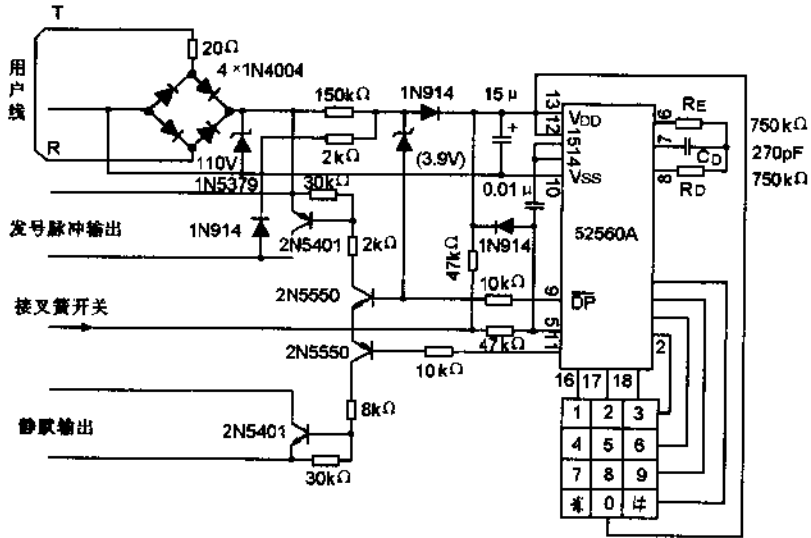 T
20Ω
4×1N4004
用户线
R
110V
1N5379
150kΩ
1N914
15μ
2kΩ
(3.9V)
0.01μ
30kΩ
13
12
15
14
10
VDD
VSS
6
7
8
RE
CD
RD
750kΩ
270pF
750kΩ
发号脉冲输出
1N914
2N5401
2kΩ
47kΩ
1N914
52560A
2N5550
10kΩ
9
DP
接叉簧开关
5
11
2
2N5550
47kΩ
10kΩ
16 17 18
8kΩ
静默输出
2N5401
30kΩ
1 2 3
4 5 6
7 8 9
* 0 #